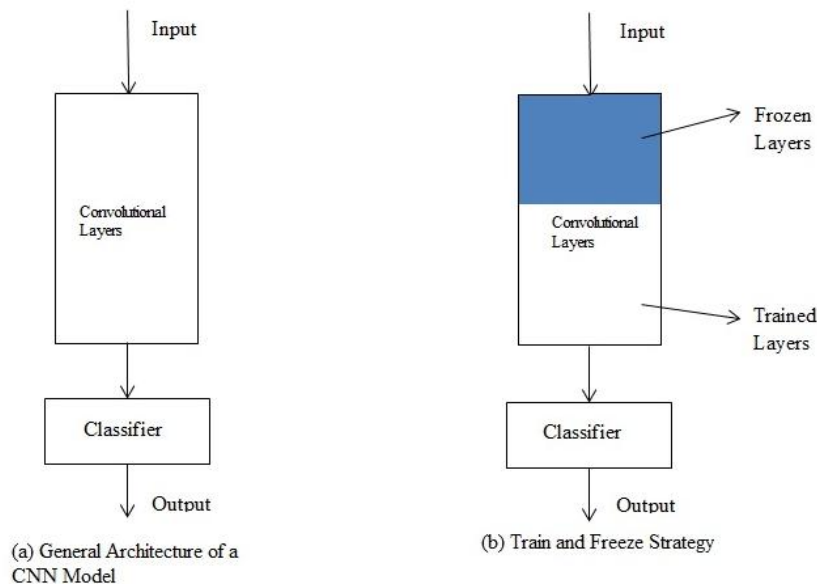 Input
Convolutional
Layers
Classifier
Output
(a) General Architecture of a
CNN Model
Input
Frozen
Layers
Convolutional
Layers
Trained
Layers
Classifier
Output
(b) Train and Freeze Strategy